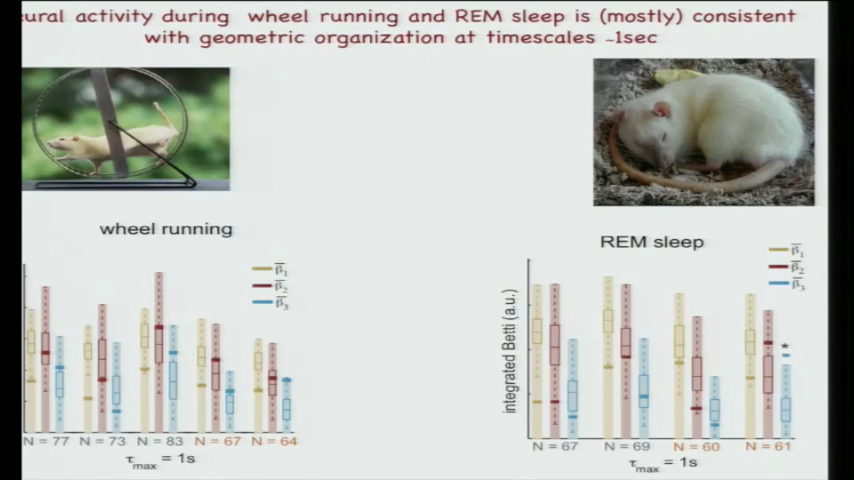 ural activity during wheel running and REM sleep is (mostly) consistent
with geometric organization at timescales ~1sec
wheel running
REM sleep
β̅1
β̅2
β̅3
β̅1
β̅2
β̅3
integrated Betti (a.u.)
*
N = 77 N = 73 N = 83 N = 67 N = 64
τmax = 1s
N = 67 N = 69 N = 60 N = 61
τmax = 1s